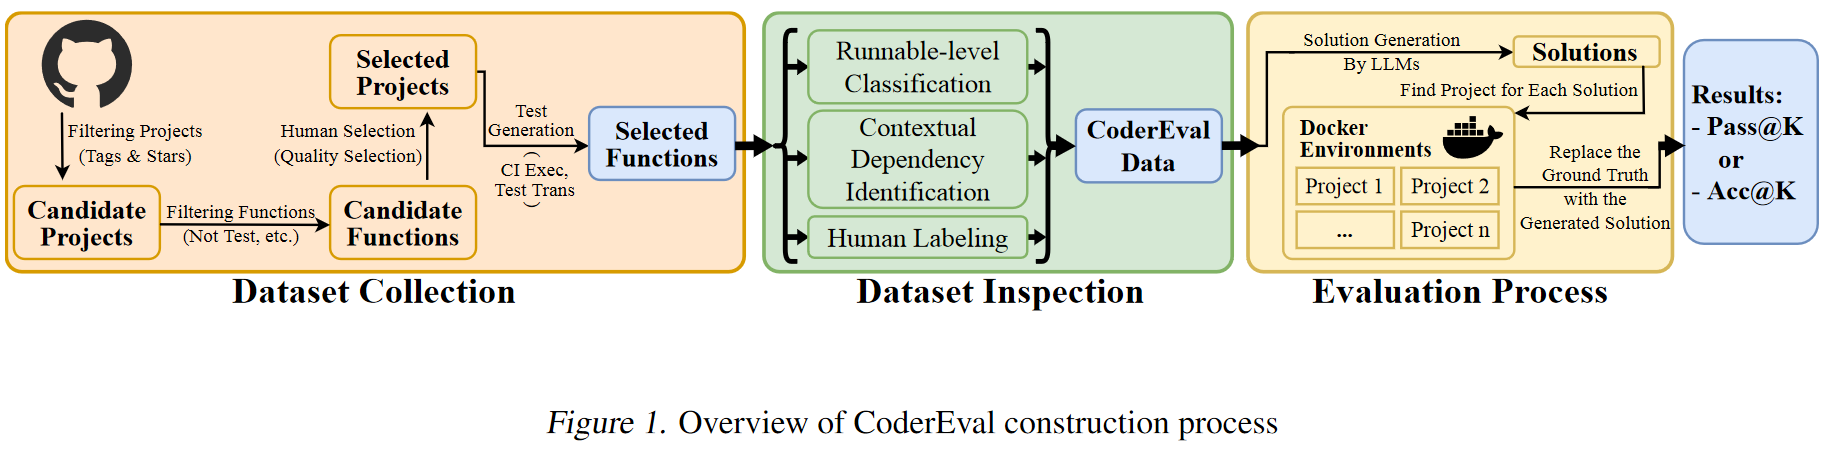 Filtering Projects
(Tags & Stars)
Candidate
Projects
Filtering Functions
(Not Test, etc.)
Candidate
Functions
Human Selection
(Quality Selection)
Selected
Projects
Test
Generation
(CI Exec,
Test Trans)
Selected
Functions
Dataset Collection
Runnable-level
Classification
Contextual
Dependency
Identification
Human Labeling
CoderEval
Data
Dataset Inspection
Solution Generation
By LLMs
Solutions
Find Project for Each Solution
Docker
Environments
Project 1
Project 2
...
Project n
Replace the
Ground Truth
with the
Generated Solution
Evaluation Process
Results:
- Pass@K
or
- Acc@K
Figure 1. Overview of CoderEval construction process